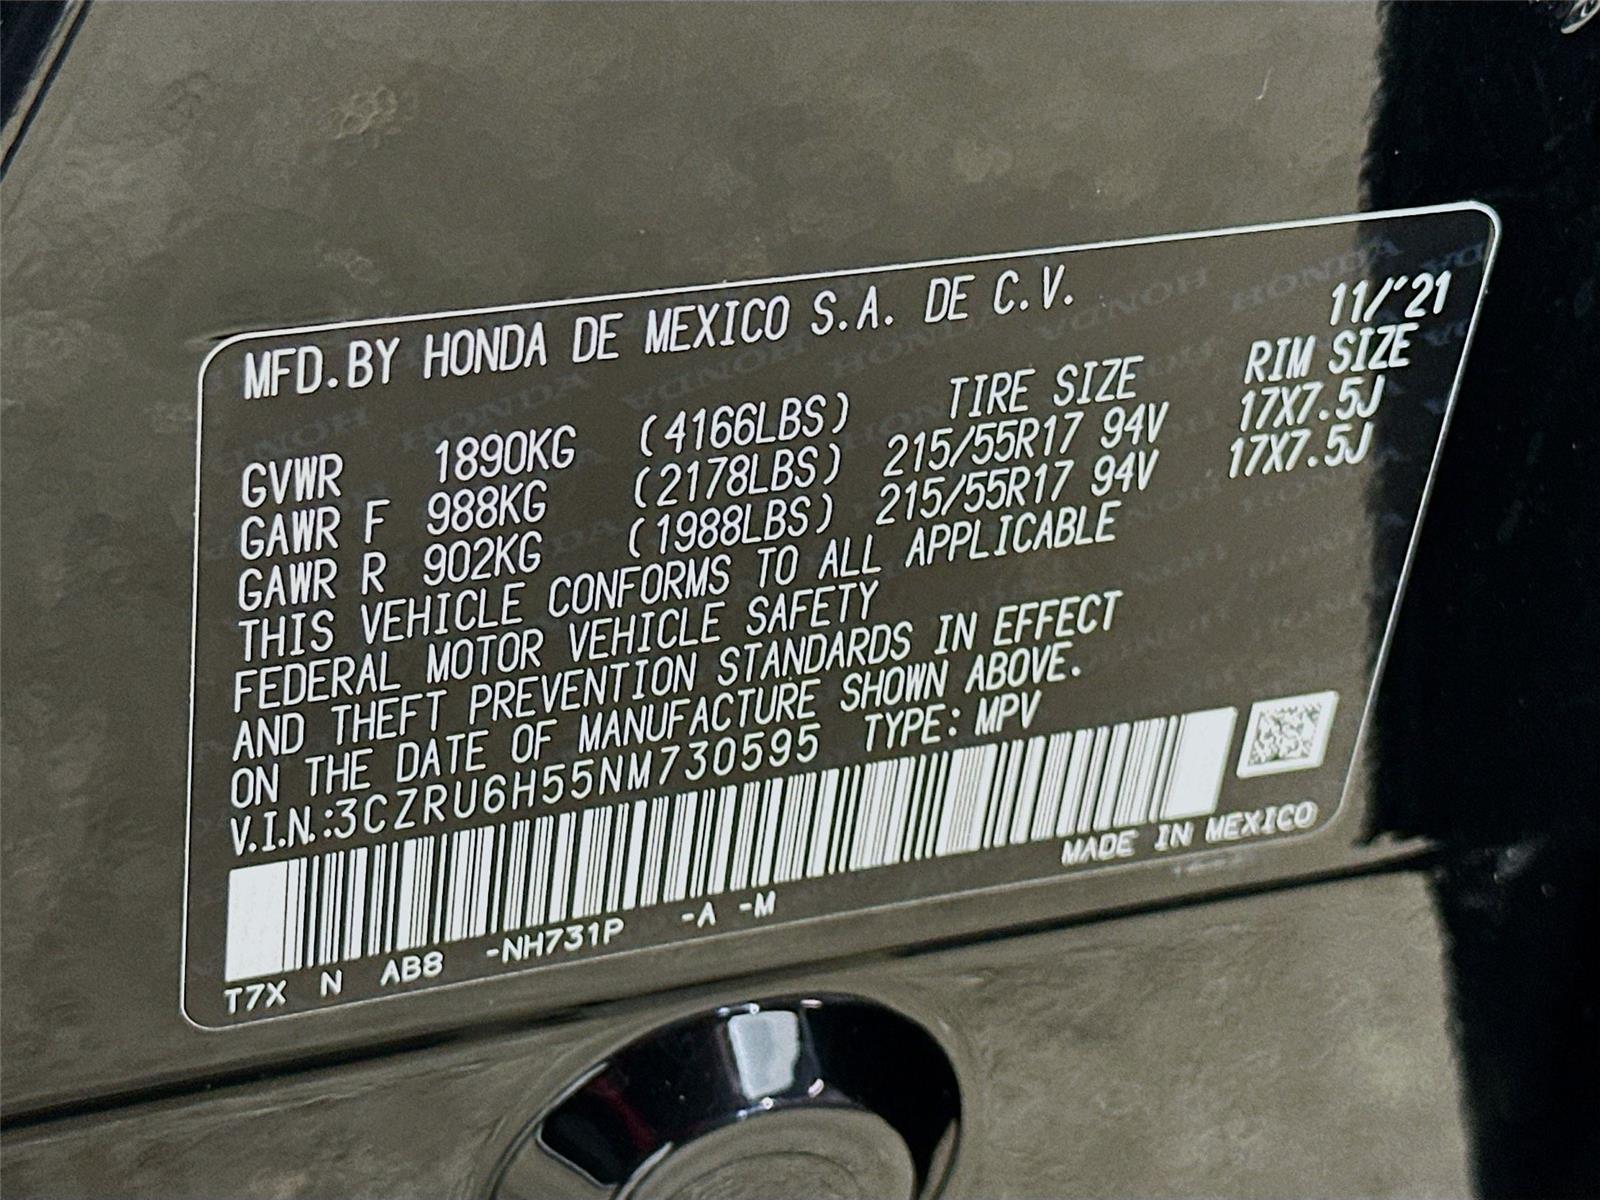 MFD.BY HONDA DE MEXICO S.A. DE C.V. 11/'21
TIRE SIZE RIM SIZE
GVWR 1890KG (4166LBS)
GAWR F 988KG (2178LBS) 215/55R17 94V 17X7.5J
GAWR R 902KG (1988LBS) 215/55R17 94V 17X7.5J
THIS VEHICLE CONFORMS TO ALL APPLICABLE
FEDERAL MOTOR VEHICLE SAFETY
AND THEFT PREVENTION STANDARDS IN EFFECT
ON THE DATE OF MANUFACTURE SHOWN ABOVE.
V.I.N.:3CZRU6H55NM730595 TYPE: MPV
MADE IN MEXICO
T7X N AB8 -NH731P -A -M